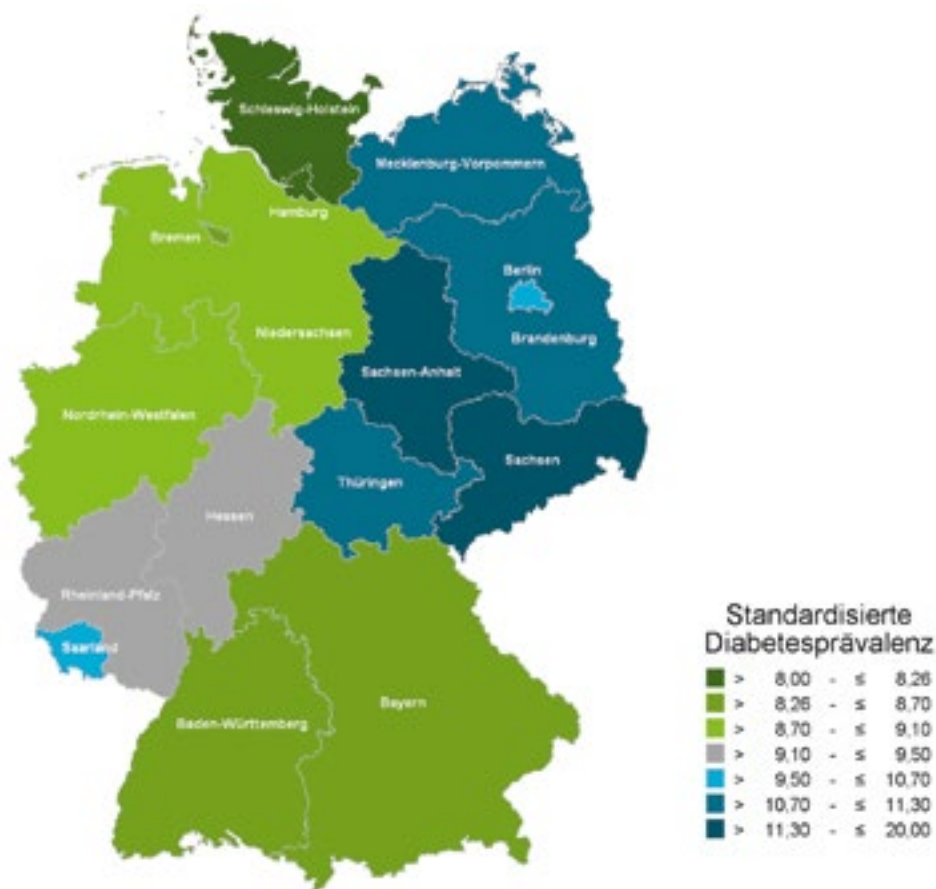 Schleswig-Holstein
Mecklenburg-Vorpommern
Hamburg
Bremen
Berlin
Niedersachsen
Brandenburg
Sachsen-Anhalt
Nordrhein-Westfalen
Sachsen
Thüringen
Hessen
Rheinland-Pfalz
Saarland
Bayern
Baden-Württemberg
Standardisierte
Diabetesprävalenz
> 8,00 - ≤ 8,26
> 8,26 - ≤ 8,70
> 8,70 - ≤ 9,10
> 9,10 - ≤ 9,50
> 9,50 - ≤ 10,70
> 10,70 - ≤ 11,30
> 11,30 - ≤ 20,00